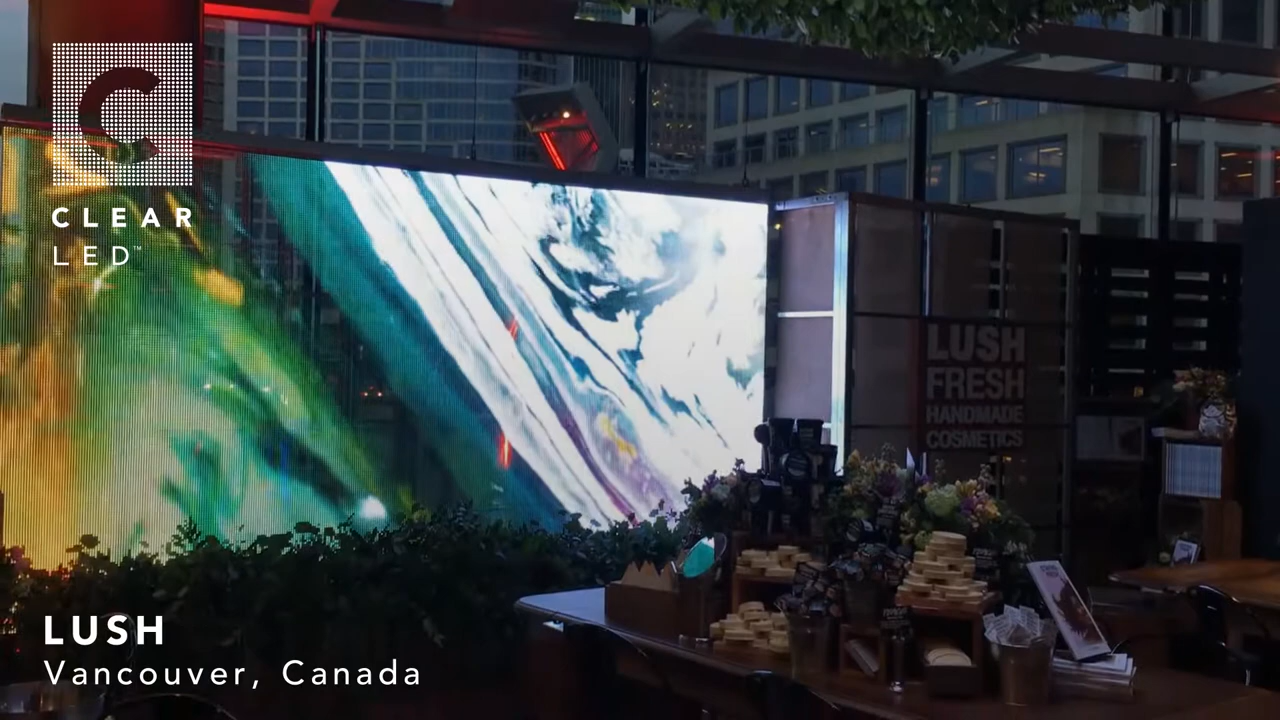 C
CLEAR
LED™
LUSH
FRESH
HANDMADE
COSMETICS
LUSH
Vancouver, Canada